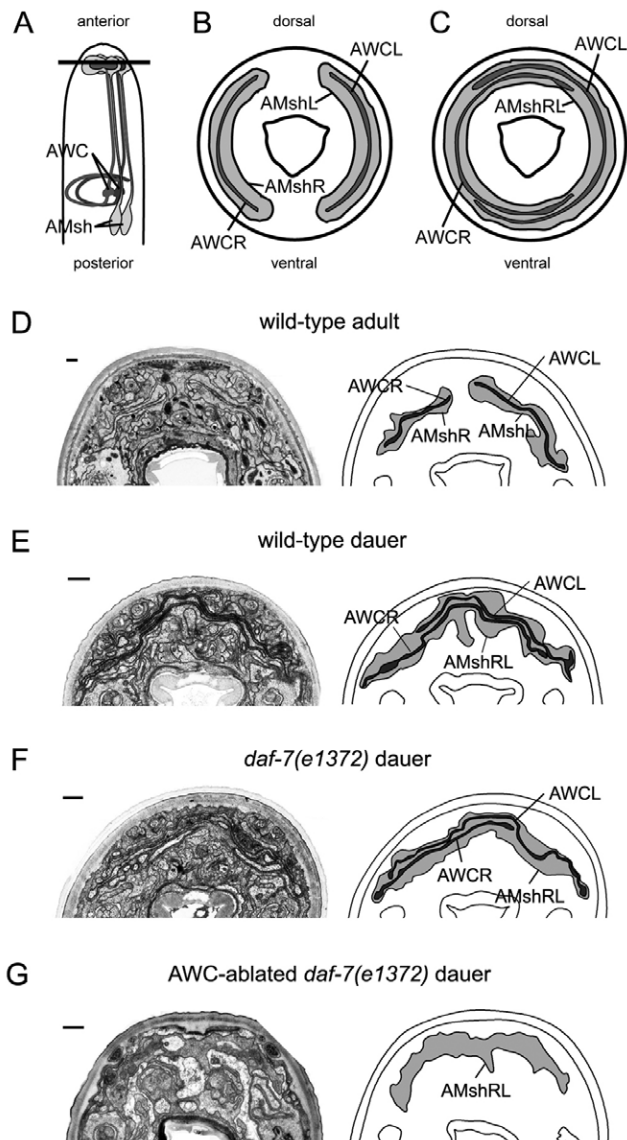 A
anterior
AWC
AMsh
posterior
B
dorsal
AWCL
AMshL
AMshR
AWCR
ventral
C
dorsal
AWCL
AMshRL
AWCR
ventral
D
wild-type adult
AWCL
AWCR
AMshR
AMshL
E
wild-type dauer
AWCL
AWCR
AMshRL
F
daf-7(e1372) dauer
AWCL
AWCR
AMshRL
G
AWC-ablated daf-7(e1372) dauer
AMshRL